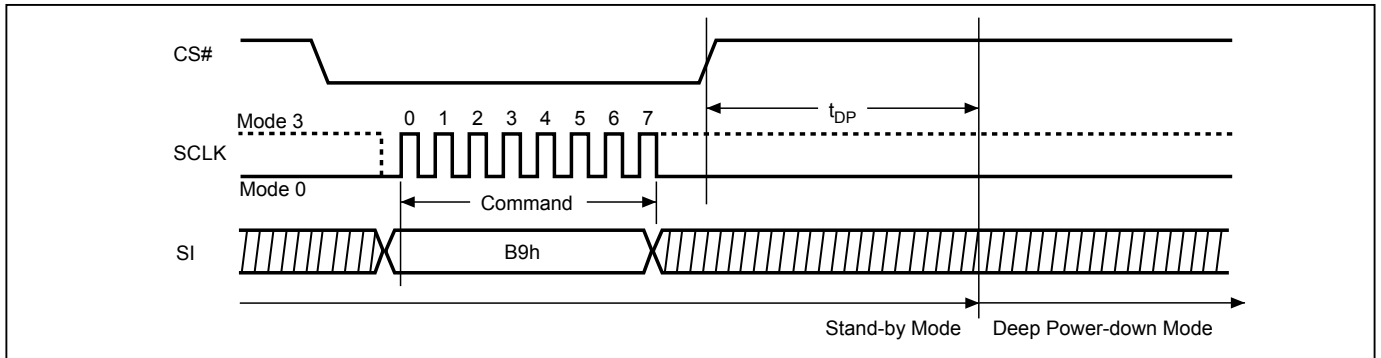 CS#
t_DP
Mode 3
0 1 2 3 4 5 6 7
SCLK
Mode 0
Command
SI
B9h
Stand-by Mode
Deep Power-down Mode